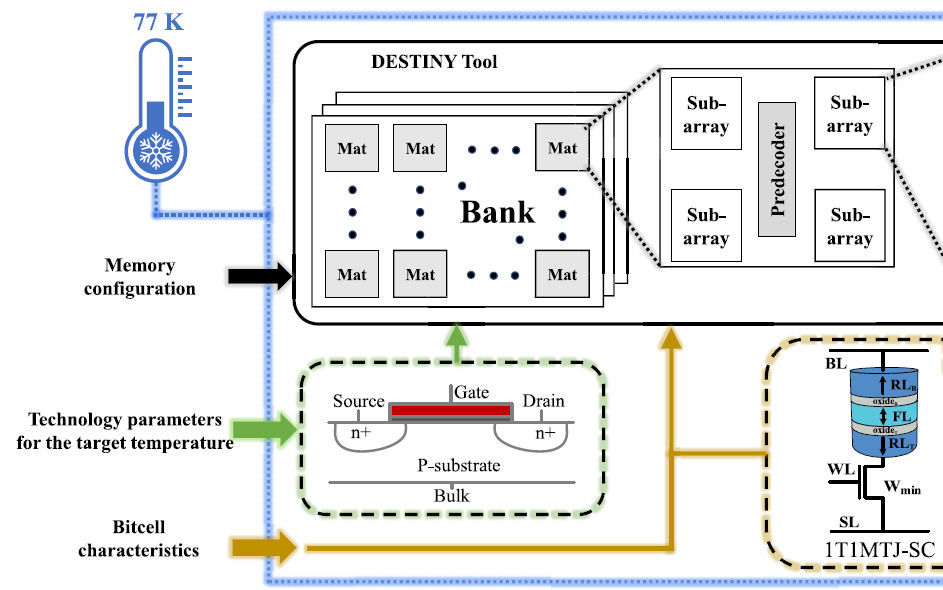 77 K
DESTINY Tool
Mat Mat Mat
Bank
Mat Mat Mat
Sub-
array
Sub-
array
Predecoder
Sub-
array
Sub-
array
Memory
configuration
Technology parameters
for the target temperature
Source
Gate
Drain
n+
n+
P-substrate
Bulk
Bitcell
characteristics
BL
RL_B
oxide
FL
oxide
RL_T
WL
W_min
SL
1T1MTJ-SC